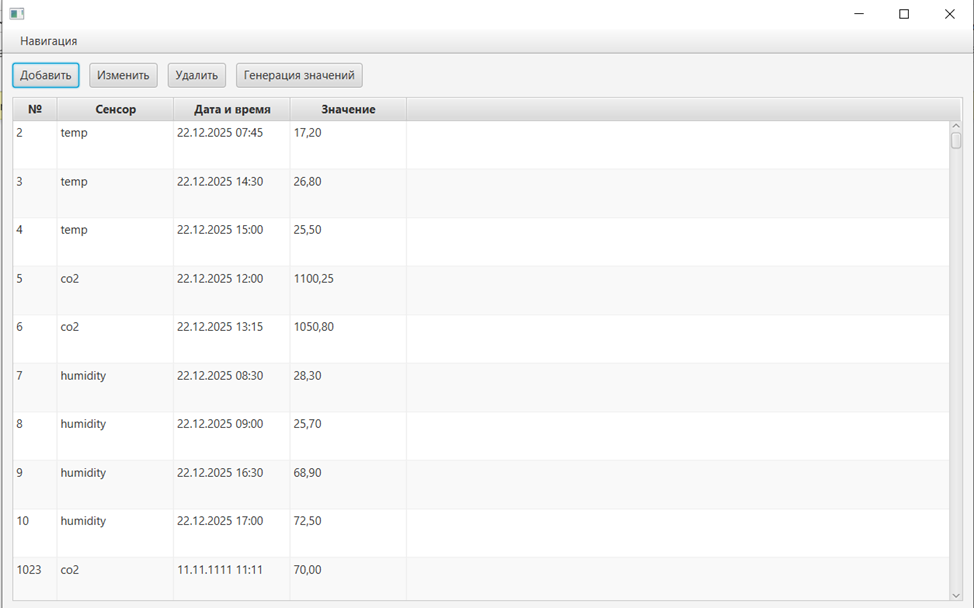 Навигация
Добавить Изменить Удалить Генерация значений
№ Сенсор Дата и время Значение
2 temp 22.12.2025 07:45 17,20
3 temp 22.12.2025 14:30 26,80
4 temp 22.12.2025 15:00 25,50
5 co2 22.12.2025 12:00 1100,25
6 co2 22.12.2025 13:15 1050,80
7 humidity 22.12.2025 08:30 28,30
8 humidity 22.12.2025 09:00 25,70
9 humidity 22.12.2025 16:30 68,90
10 humidity 22.12.2025 17:00 72,50
1023 co2 11.11.1111 11:11 70,00